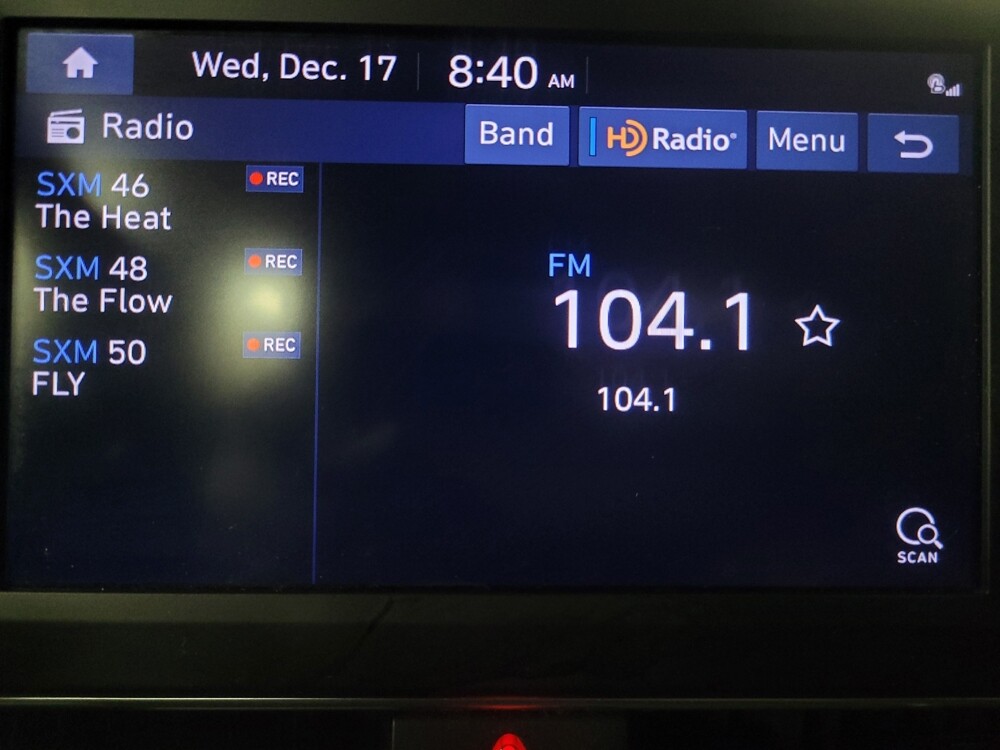 Wed, Dec. 17 8:40 AM
Radio Band HD Radio® Menu
SXM 46 REC
The Heat
SXM 48 REC
The Flow
SXM 50 REC
FLY
FM
104.1
104.1
SCAN